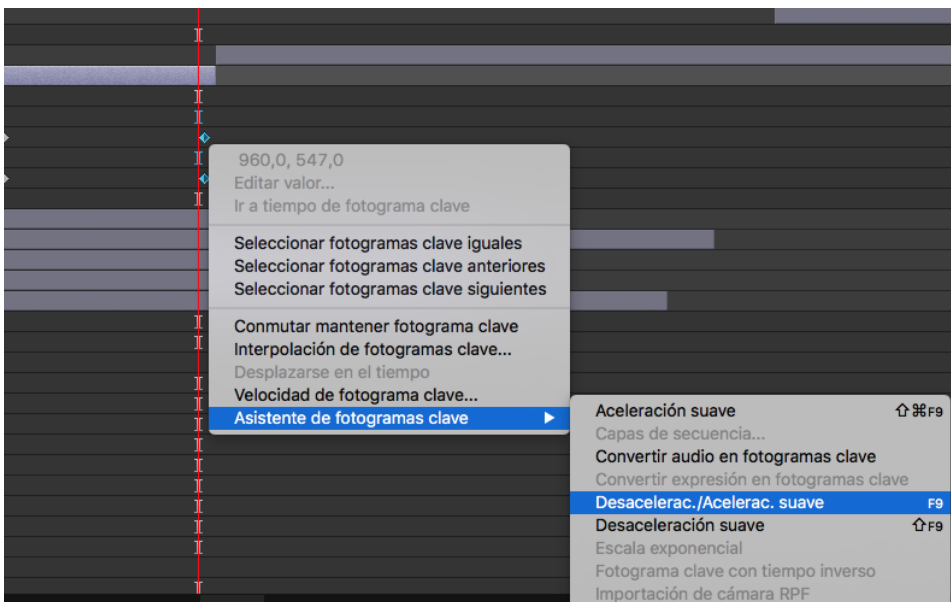 960,0, 547,0
Editar valor...
Ir a tiempo de fotograma clave
Seleccionar fotogramas clave iguales
Seleccionar fotogramas clave anteriores
Seleccionar fotogramas clave siguientes
Conmutar mantener fotograma clave
Interpolación de fotogramas clave...
Desplazarse en el tiempo
Velocidad de fotograma clave...
Asistente de fotogramas clave ▶
Aceleración suave ⇧⌘F9
Capas de secuencia...
Convertir audio en fotogramas clave
Convertir expresión en fotogramas clave
Desacelerac./Acelerac. suave F9
Desaceleración suave ⇧F9
Escala exponencial
Fotograma clave con tiempo inverso
Importación de cámara RPF